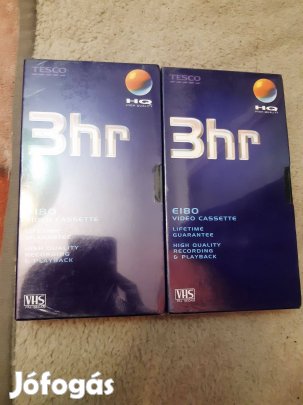 TESCO
HQ
HIGH QUALITY
3hr
E180
VIDEO CASSETTE
LIFETIME
GUARANTEE
HIGH QUALITY
RECORDING
& PLAYBACK
VHS
TESCO
HQ
HIGH QUALITY
3hr
E180
VIDEO CASSETTE
LIFETIME
GUARANTEE
HIGH QUALITY
RECORDING
& PLAYBACK
VHS
Jófogás